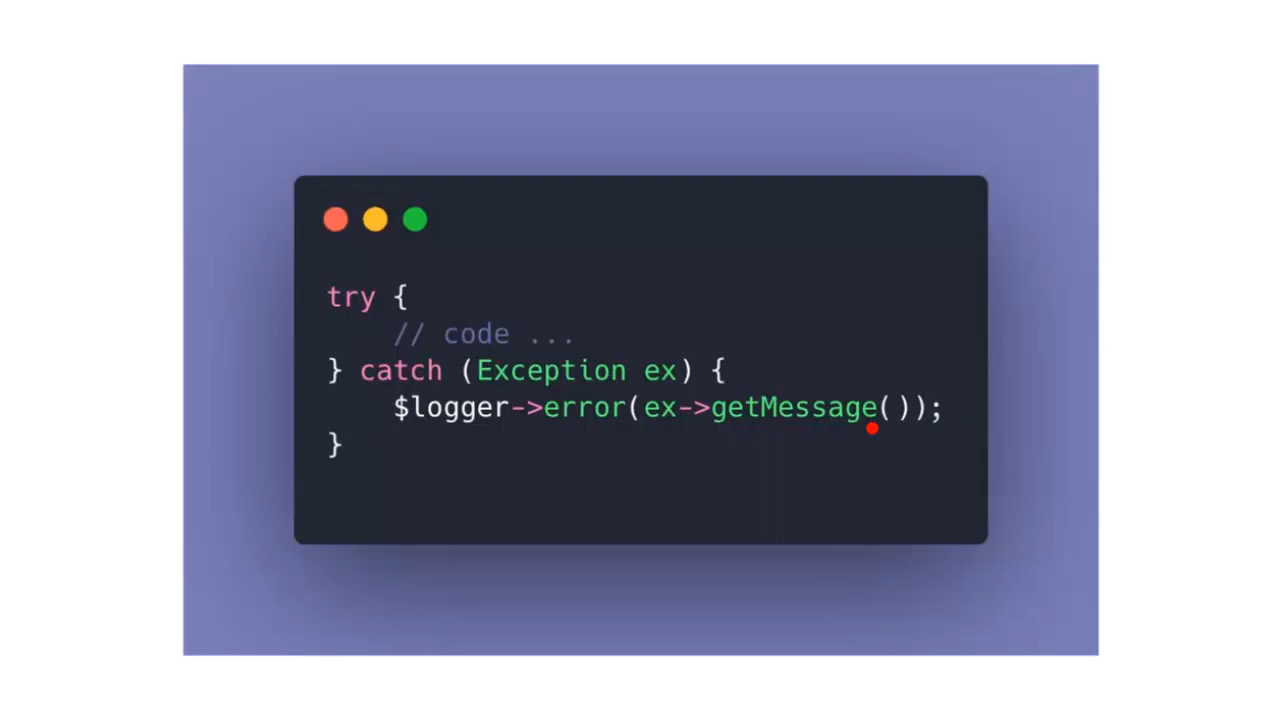 try {
    // code ...
} catch (Exception ex) {
    $logger->error(ex->getMessage());
}